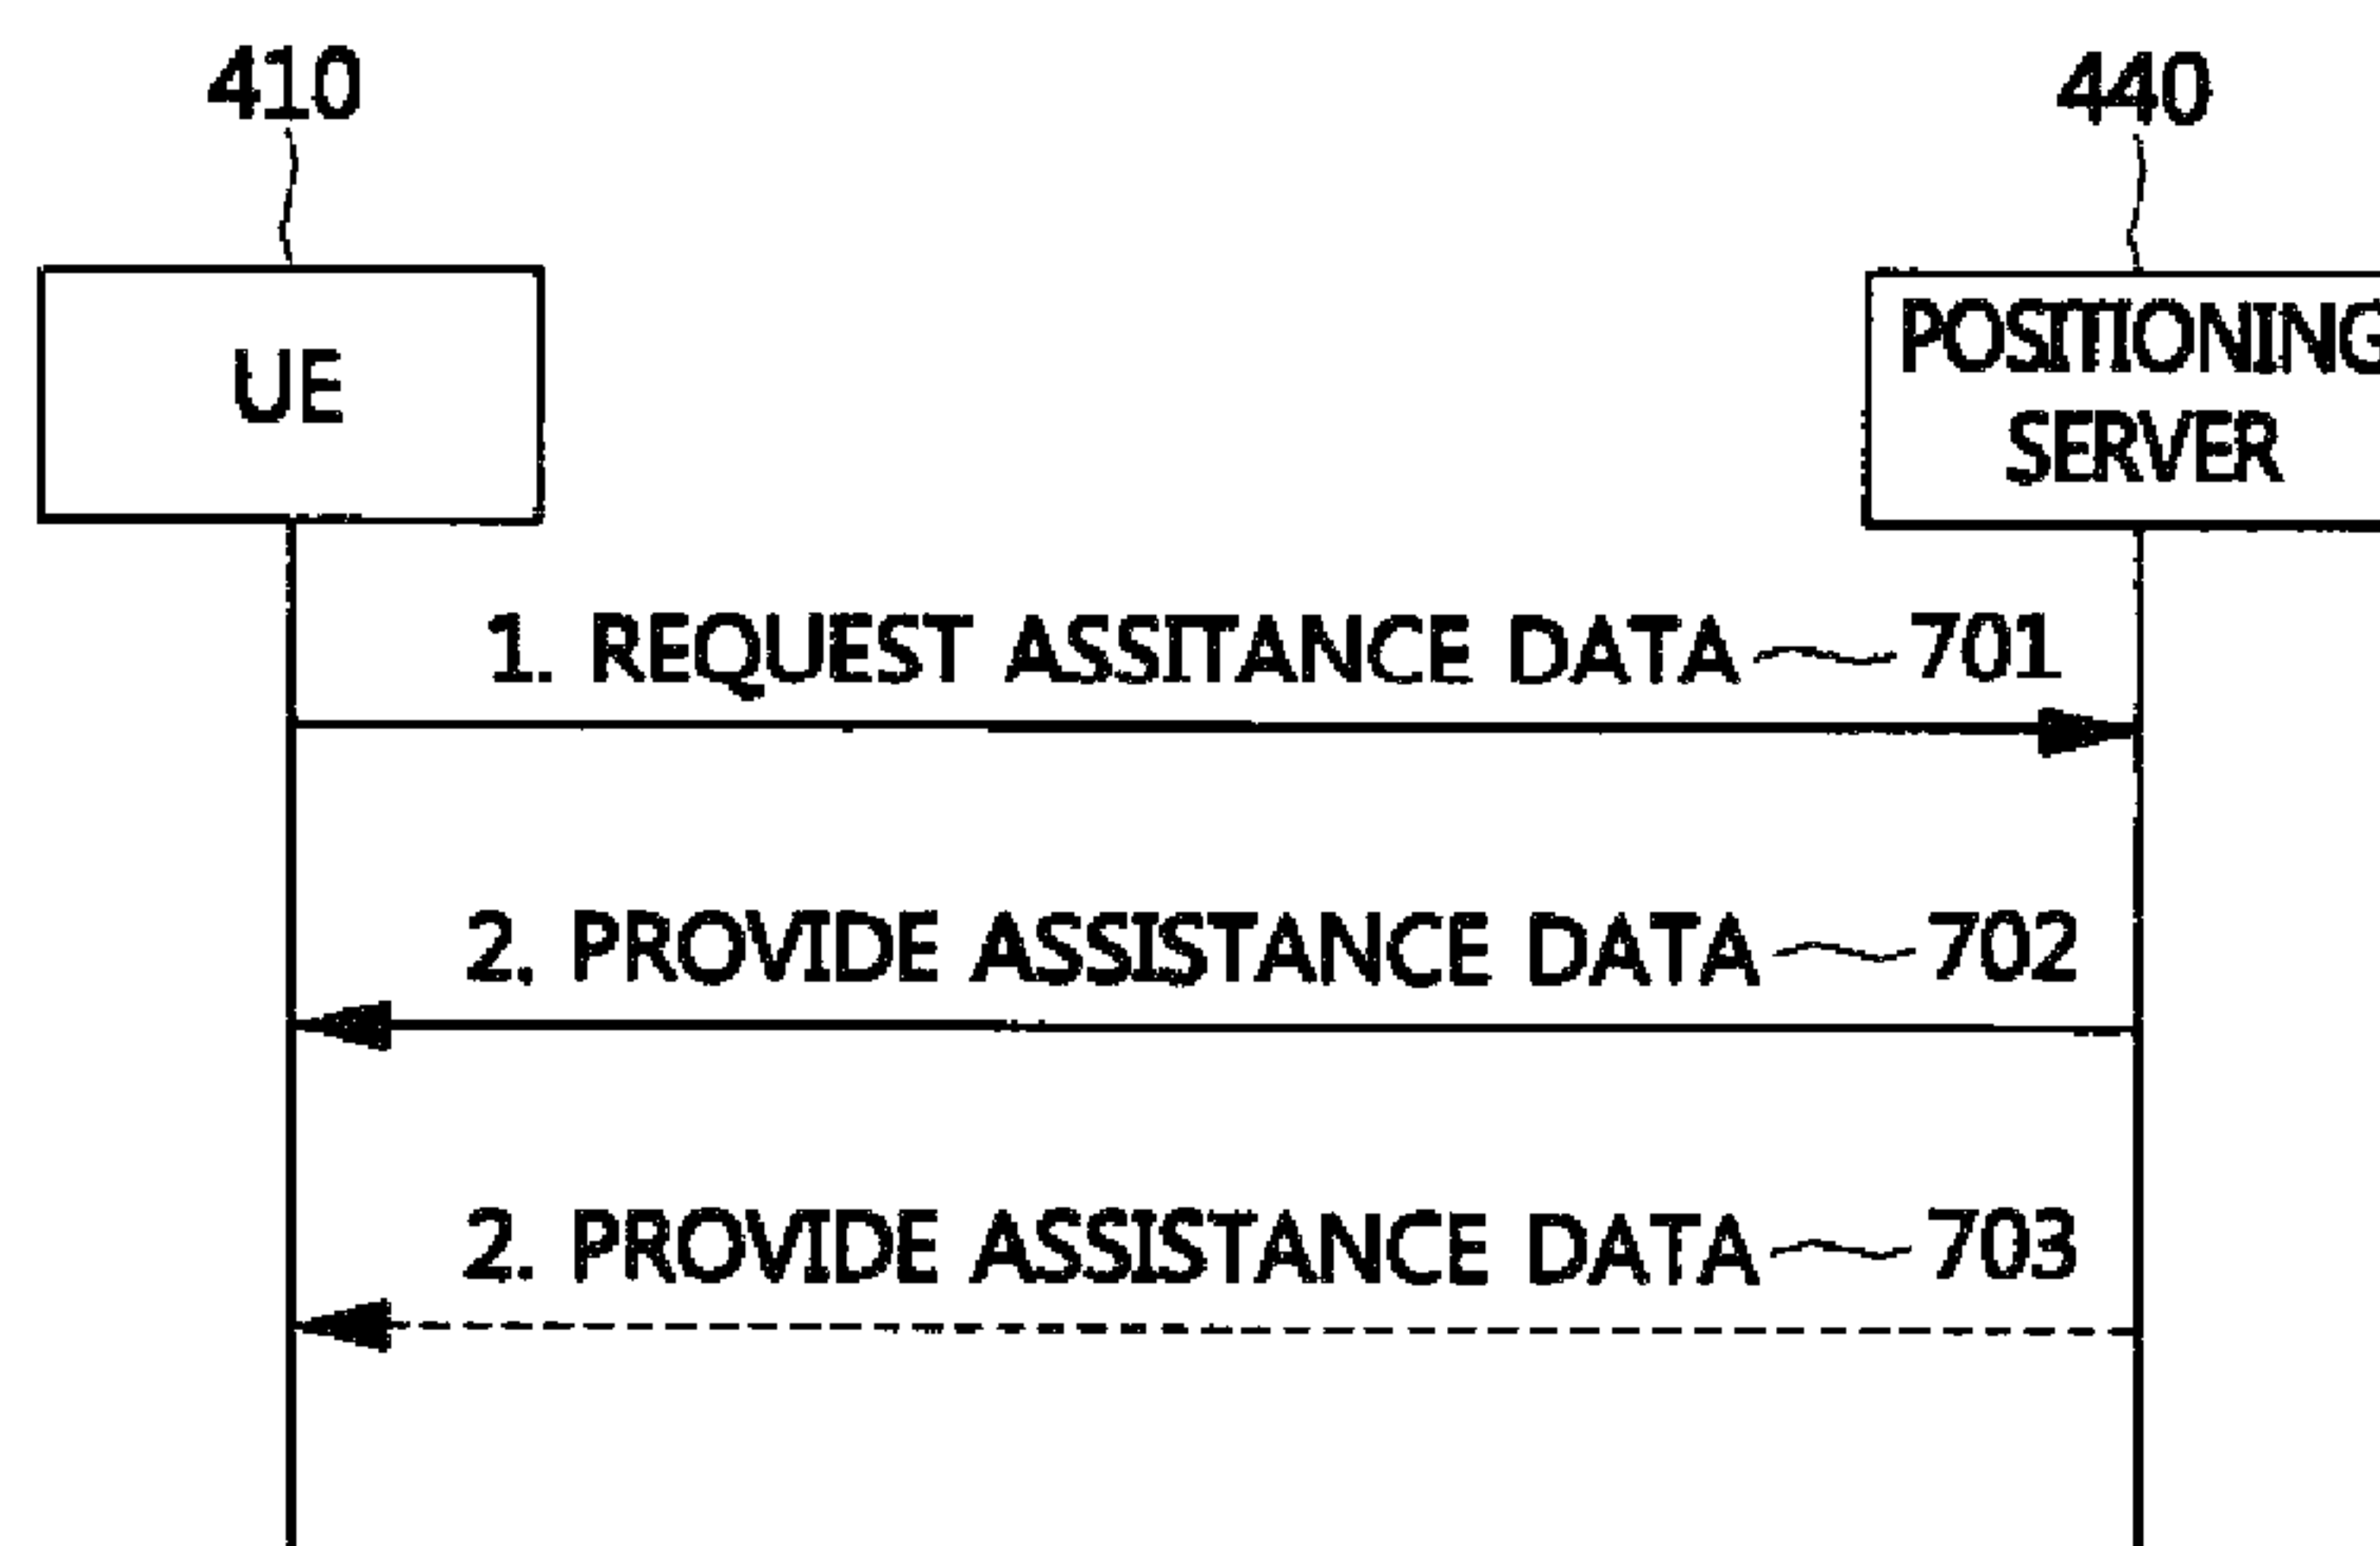 410
440
UE
POSITIONING
SERVER
1. REQUEST ASSITANCE DATA 701
2. PROVIDE ASSISTANCE DATA 702
2. PROVIDE ASSISTANCE DATA 703